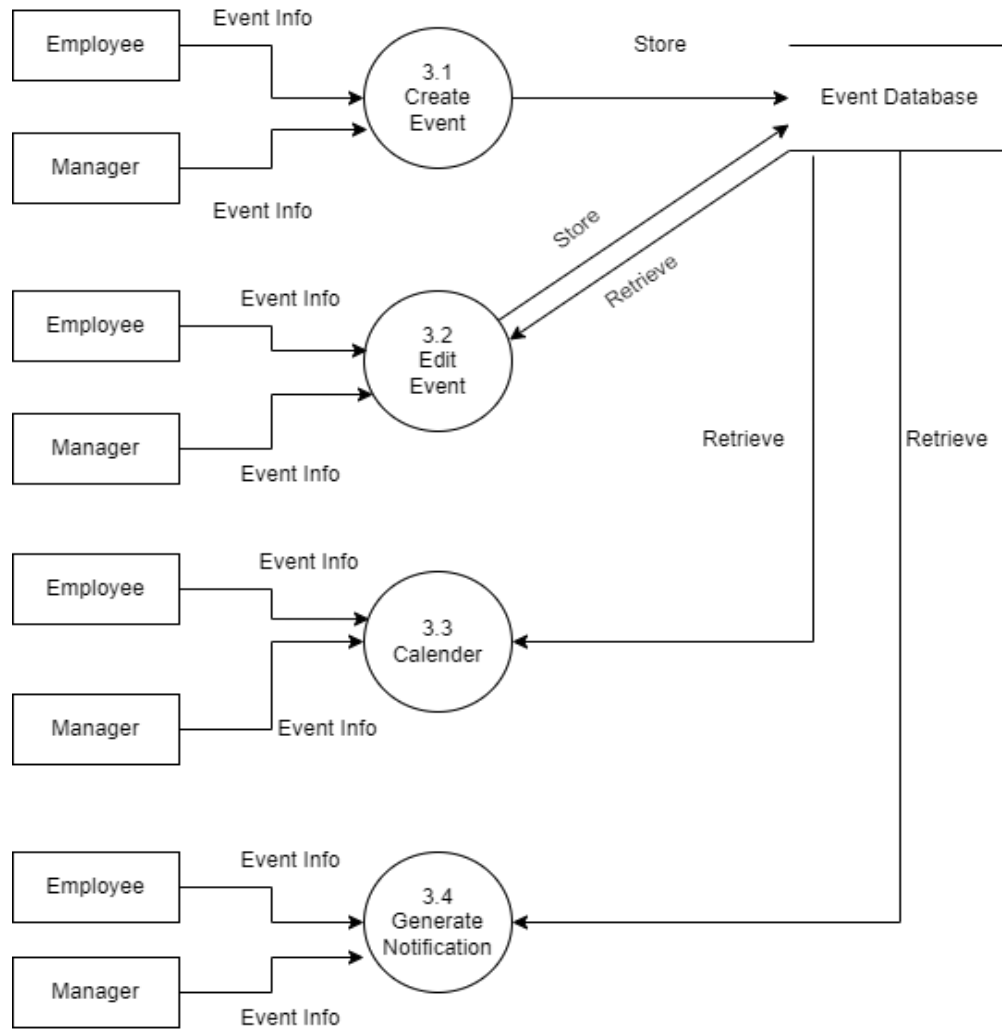 Employee
Event Info
Manager
Event Info
3.1
Create
Event
Store
Event Database
Employee
Event Info
Manager
Event Info
3.2
Edit
Event
Store
Retrieve
Retrieve
Retrieve
Employee
Event Info
Manager
Event Info
3.3
Calender
Employee
Event Info
Manager
Event Info
3.4
Generate
Notification